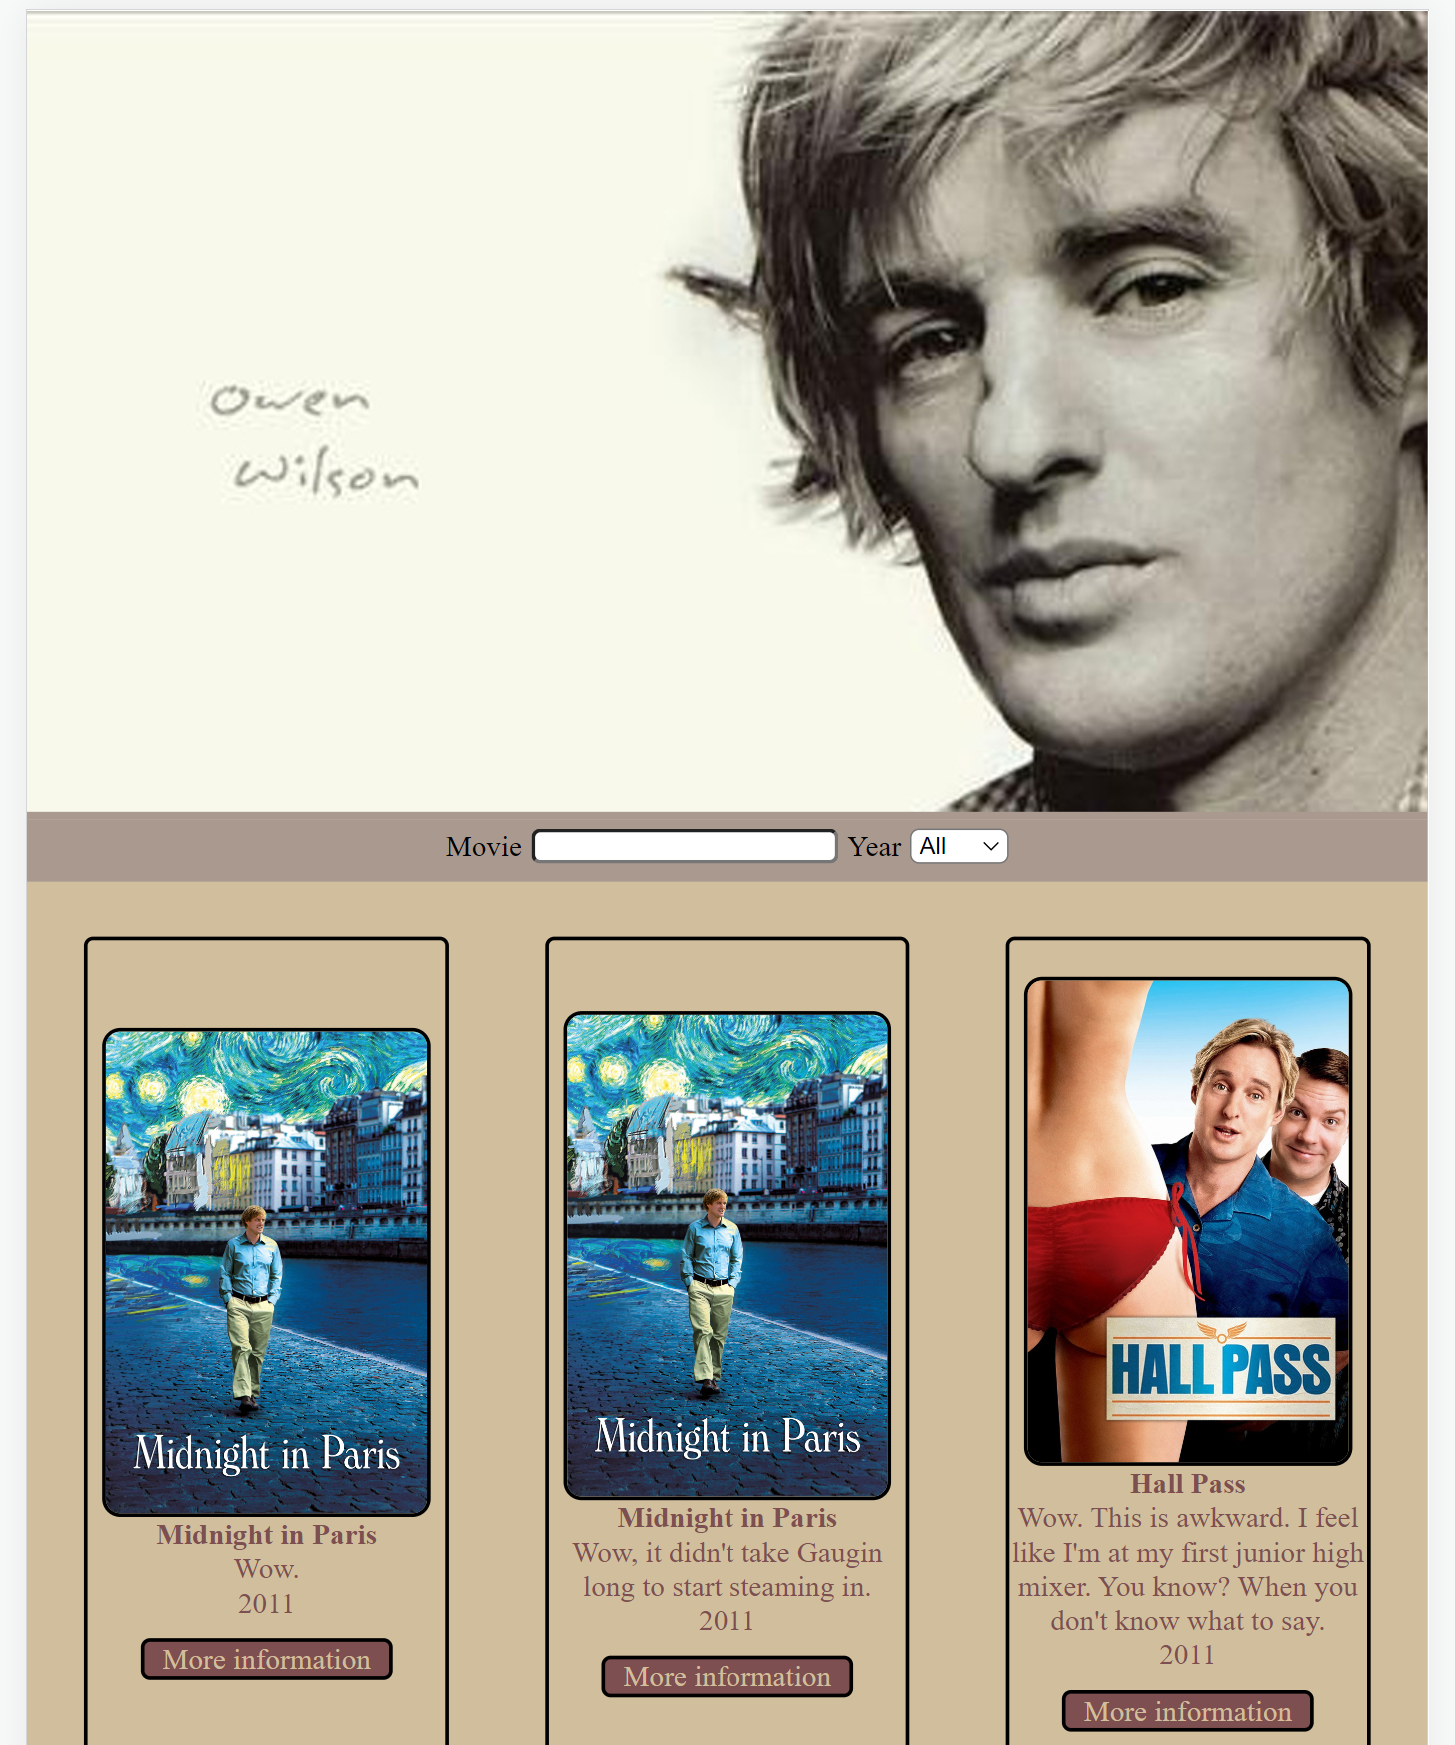 Owen
Wilson
Movie Year All
Midnight in Paris
Midnight in Paris
Wow.
2011
More information
Midnight in Paris
Midnight in Paris
Wow, it didn't take Gaugin
long to start steaming in.
2011
More information
HALL PASS
Hall Pass
Wow. This is awkward. I feel
like I'm at my first junior high
mixer. You know? When you
don't know what to say.
2011
More information